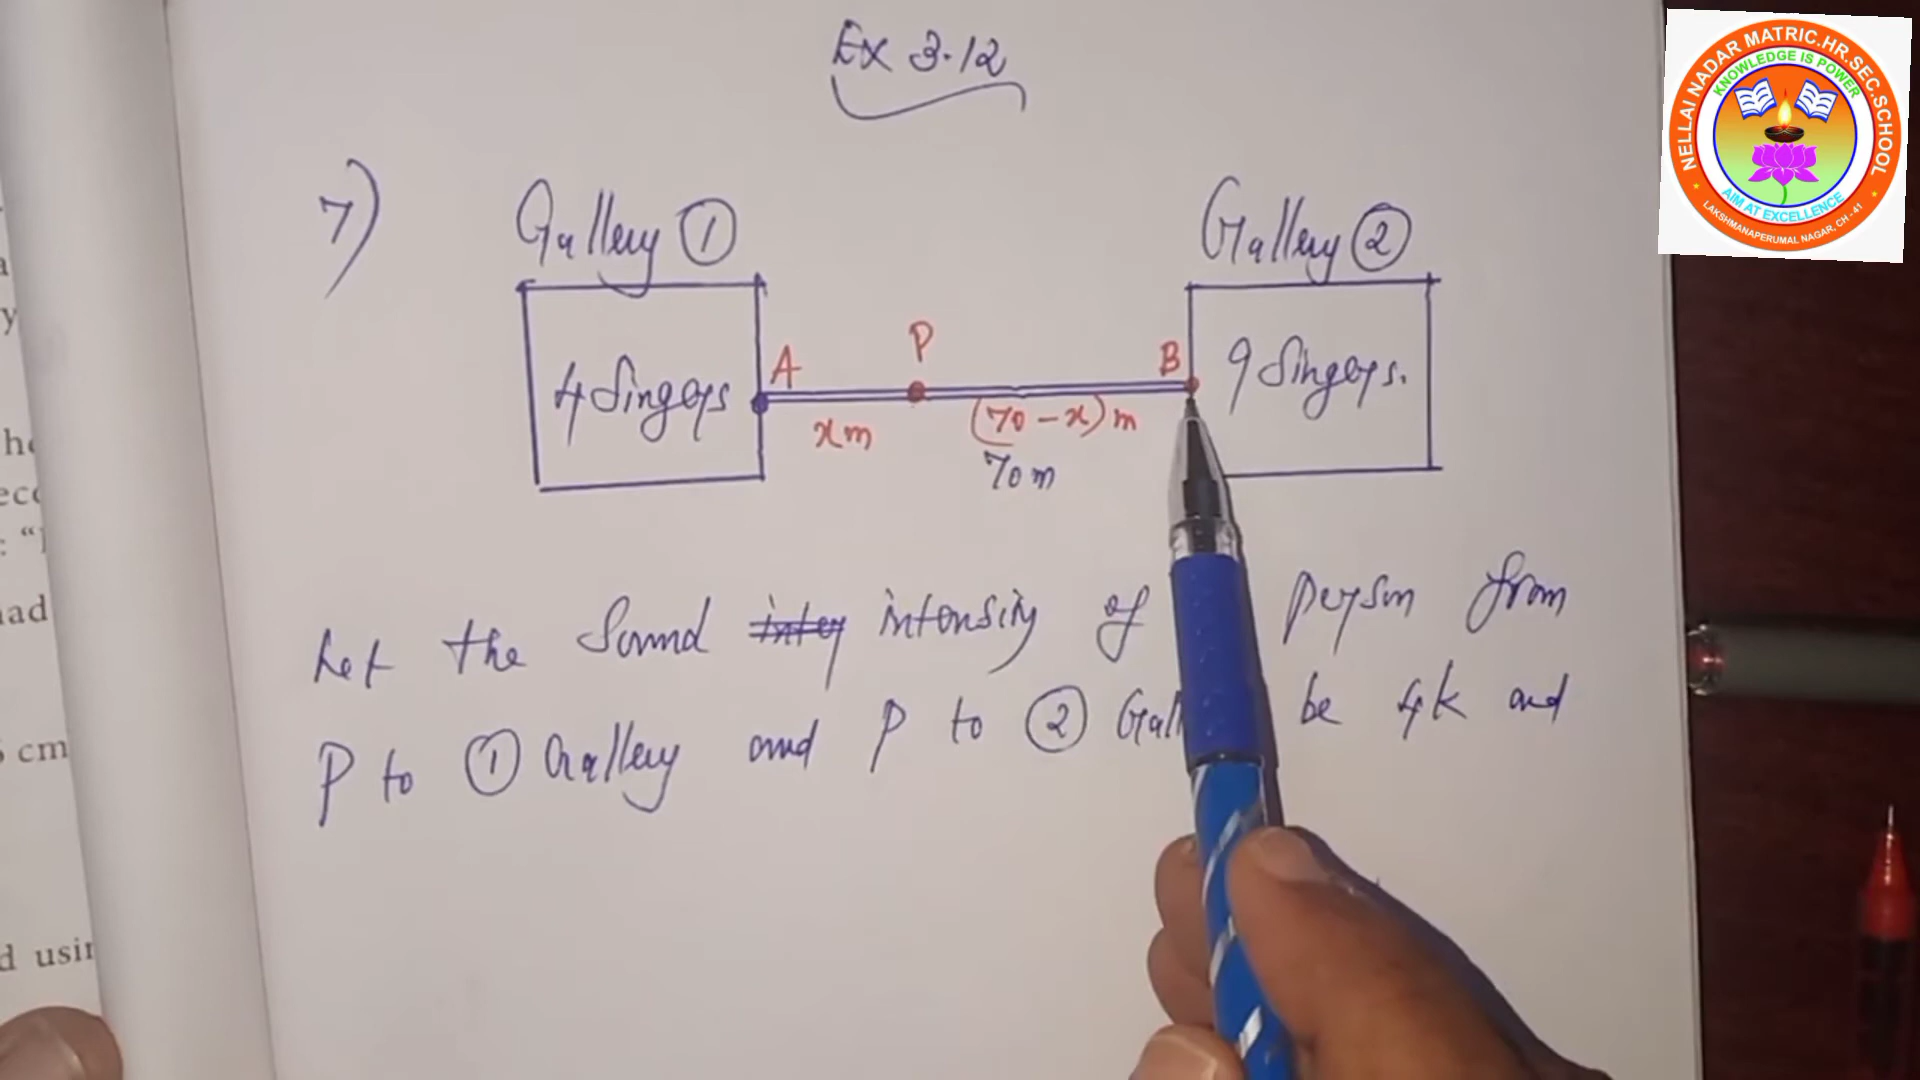 Ex 3.12
7)
Gallery ①
Gallery ②
4 Singers
A
P
B
9 Singers.
x m
(70 - x) m
70 m
Let the Sound intensity of person from
P to ① Gallery and P to ② Gall be 4k and
NELLAI NADAR MATRIC.HR.SEC.SCHOOL
KNOWLEDGE IS POWER
AIM AT EXCELLENCE
LAKSHMANAPERUMAL NAGAR, CH - 41
cm